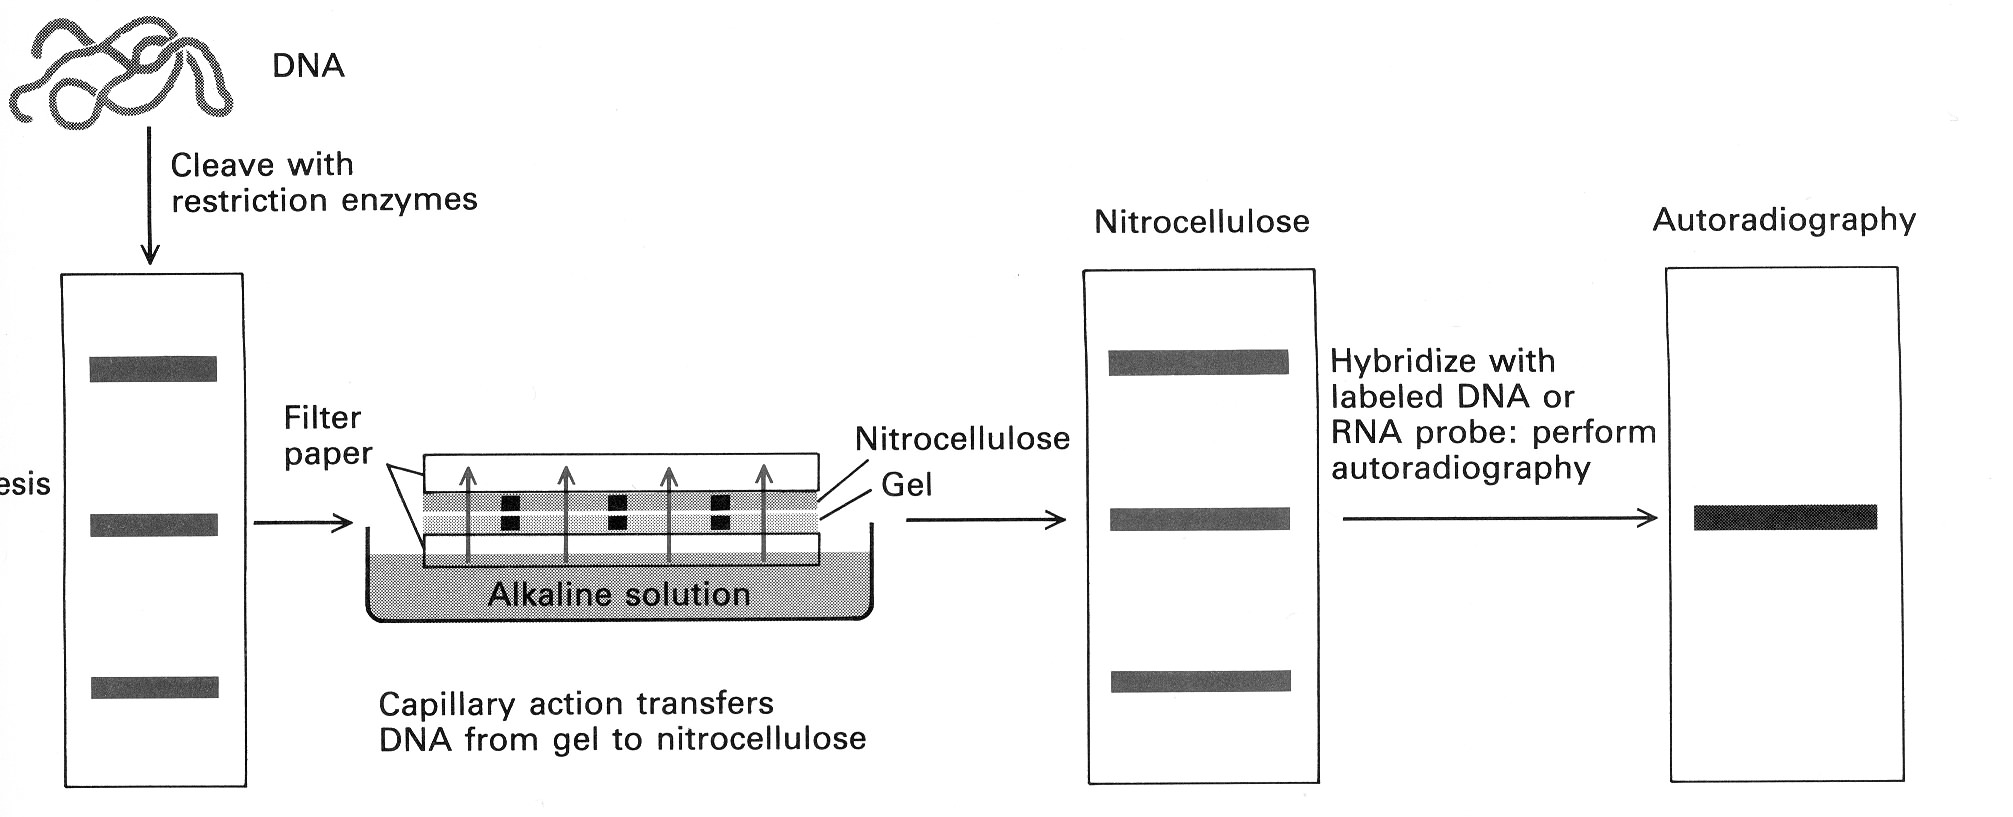 DNA
Cleave with
restriction enzymes
esis
Filter
paper
Nitrocellulose
Gel
Alkaline solution
Capillary action transfers
DNA from gel to nitrocellulose
Nitrocellulose
Hybridize with
labeled DNA or
RNA probe: perform
autoradiography
Autoradiography